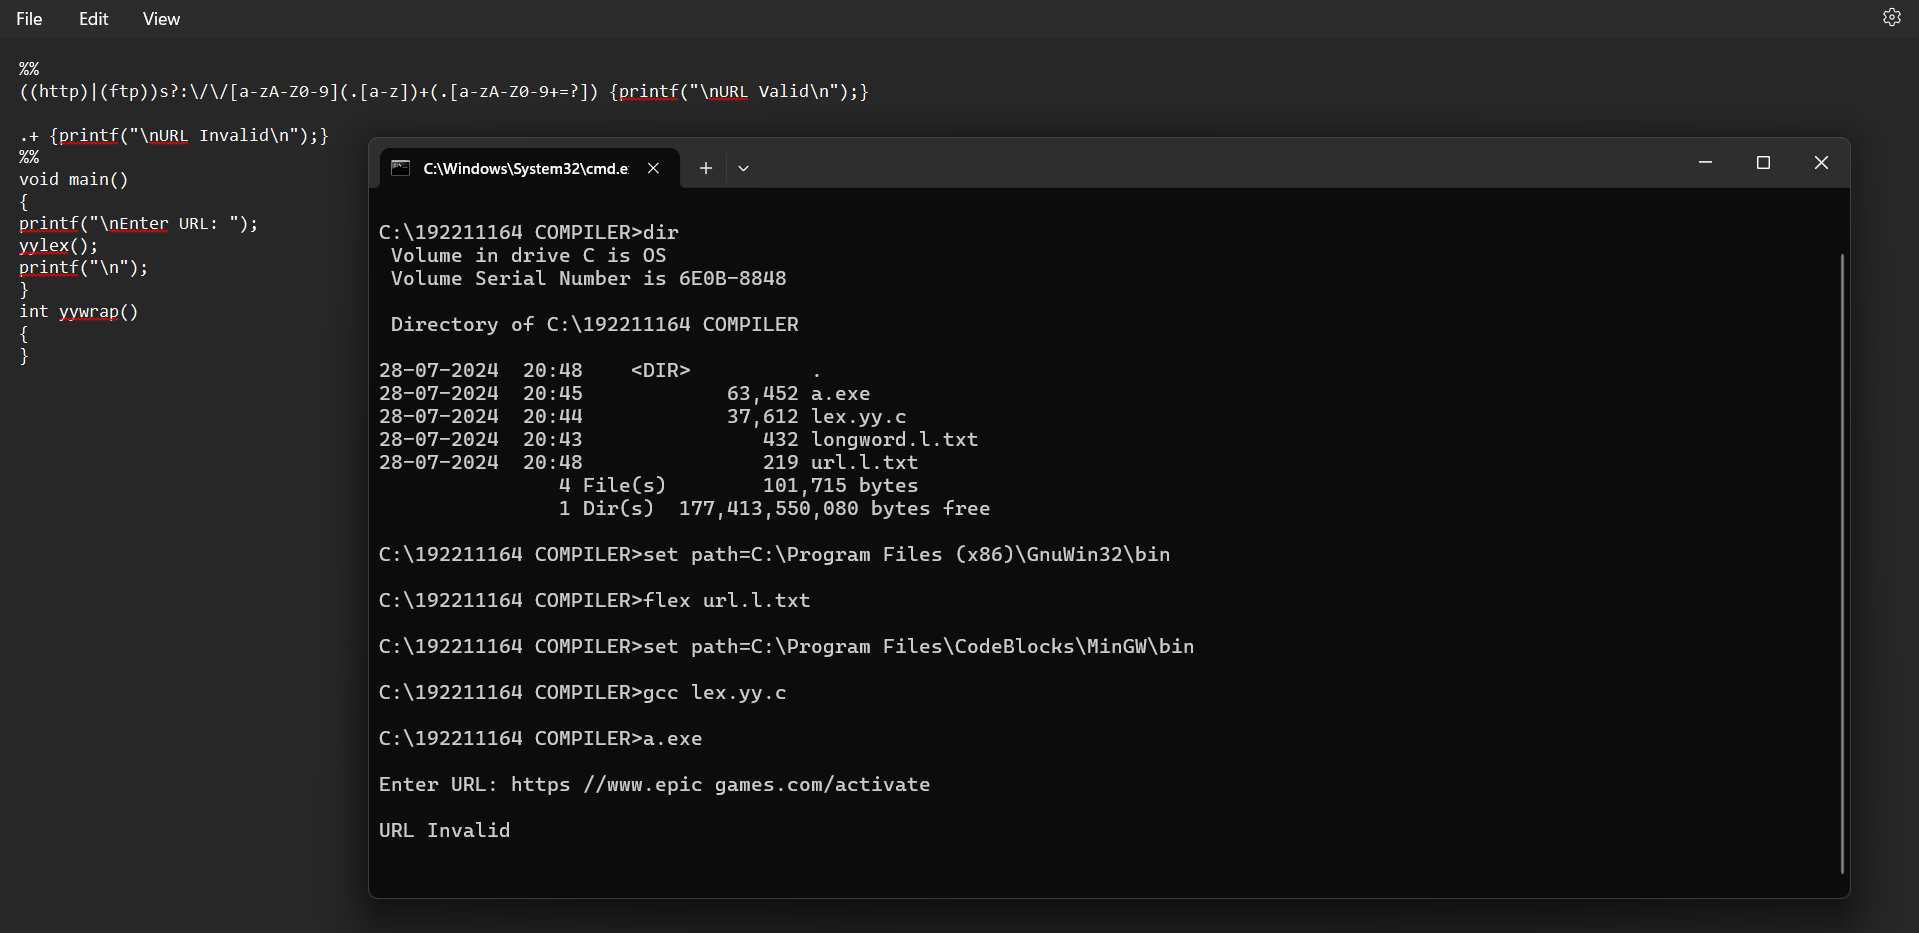 File Edit View
%%
((http)|(ftp))s?:\/\/[a-zA-Z0-9](.[a-z])+(.[a-zA-Z0-9+=?]) {printf("\nURL Valid\n");}
.+ {printf("\nURL Invalid\n");}
%%
void main()
{
printf("\nEnter URL: ");
yylex();
printf("\n");
}
int yywrap()
{
}
C:\Windows\System32\cmd.e
C:\192211164 COMPILER>dir
Volume in drive C is OS
Volume Serial Number is 6E0B-8848
Directory of C:\192211164 COMPILER
28-07-2024 20:48 <DIR> .
28-07-2024 20:45 63,452 a.exe
28-07-2024 20:44 37,612 lex.yy.c
28-07-2024 20:43 432 longword.l.txt
28-07-2024 20:48 219 url.l.txt
4 File(s) 101,715 bytes
1 Dir(s) 177,413,550,080 bytes free
C:\192211164 COMPILER>set path=C:\Program Files (x86)\GnuWin32\bin
C:\192211164 COMPILER>flex url.l.txt
C:\192211164 COMPILER>set path=C:\Program Files\CodeBlocks\MinGW\bin
C:\192211164 COMPILER>gcc lex.yy.c
C:\192211164 COMPILER>a.exe
Enter URL: https //www.epic games.com/activate
URL Invalid